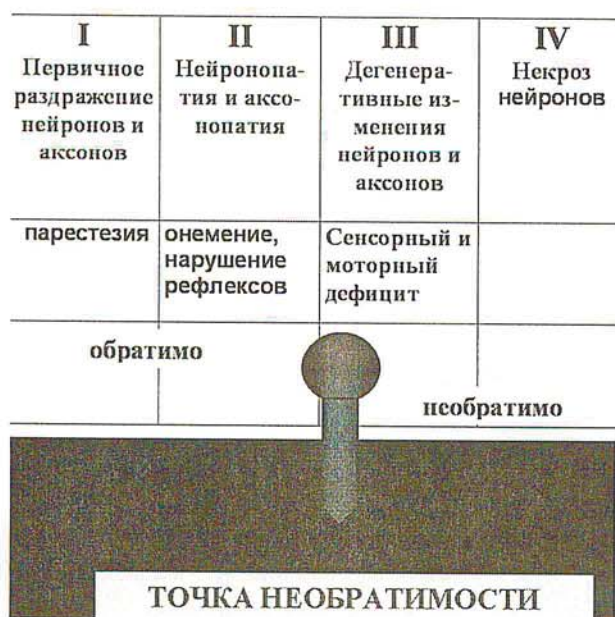 I
Первичное
раздражение
нейронов и
аксонов
II
Нейронопа-
тия и аксо-
нопатия
III
Дегенера-
тивные из-
менения
нейронов и
аксонов
IV
Некроз
нейронов
парестезия
онемение,
нарушение
рефлексов
Сенсорный и
моторный
дефицит
обратимо
необратимо
ТОЧКА НЕОБРАТИМОСТИ